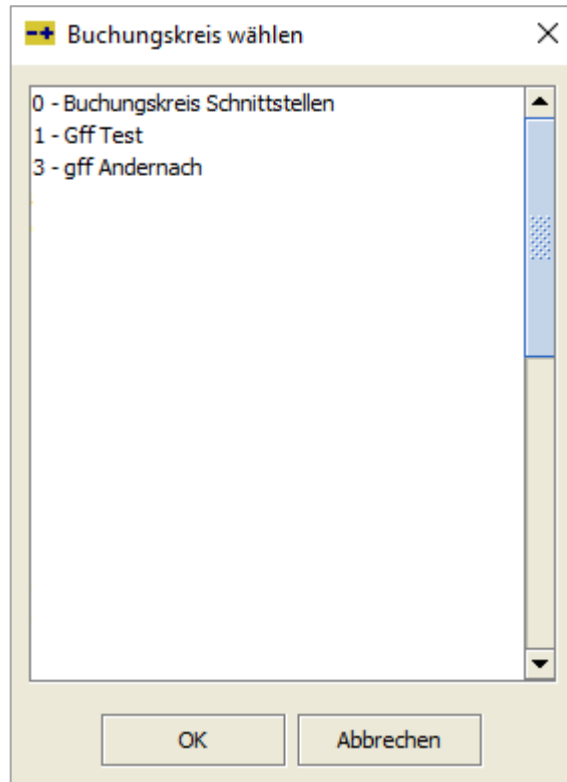 Buchungskreis wählen
0 - Buchungskreis Schnittstellen
1 - Gff Test
3 - gff Andernach
OK
Abbrechen